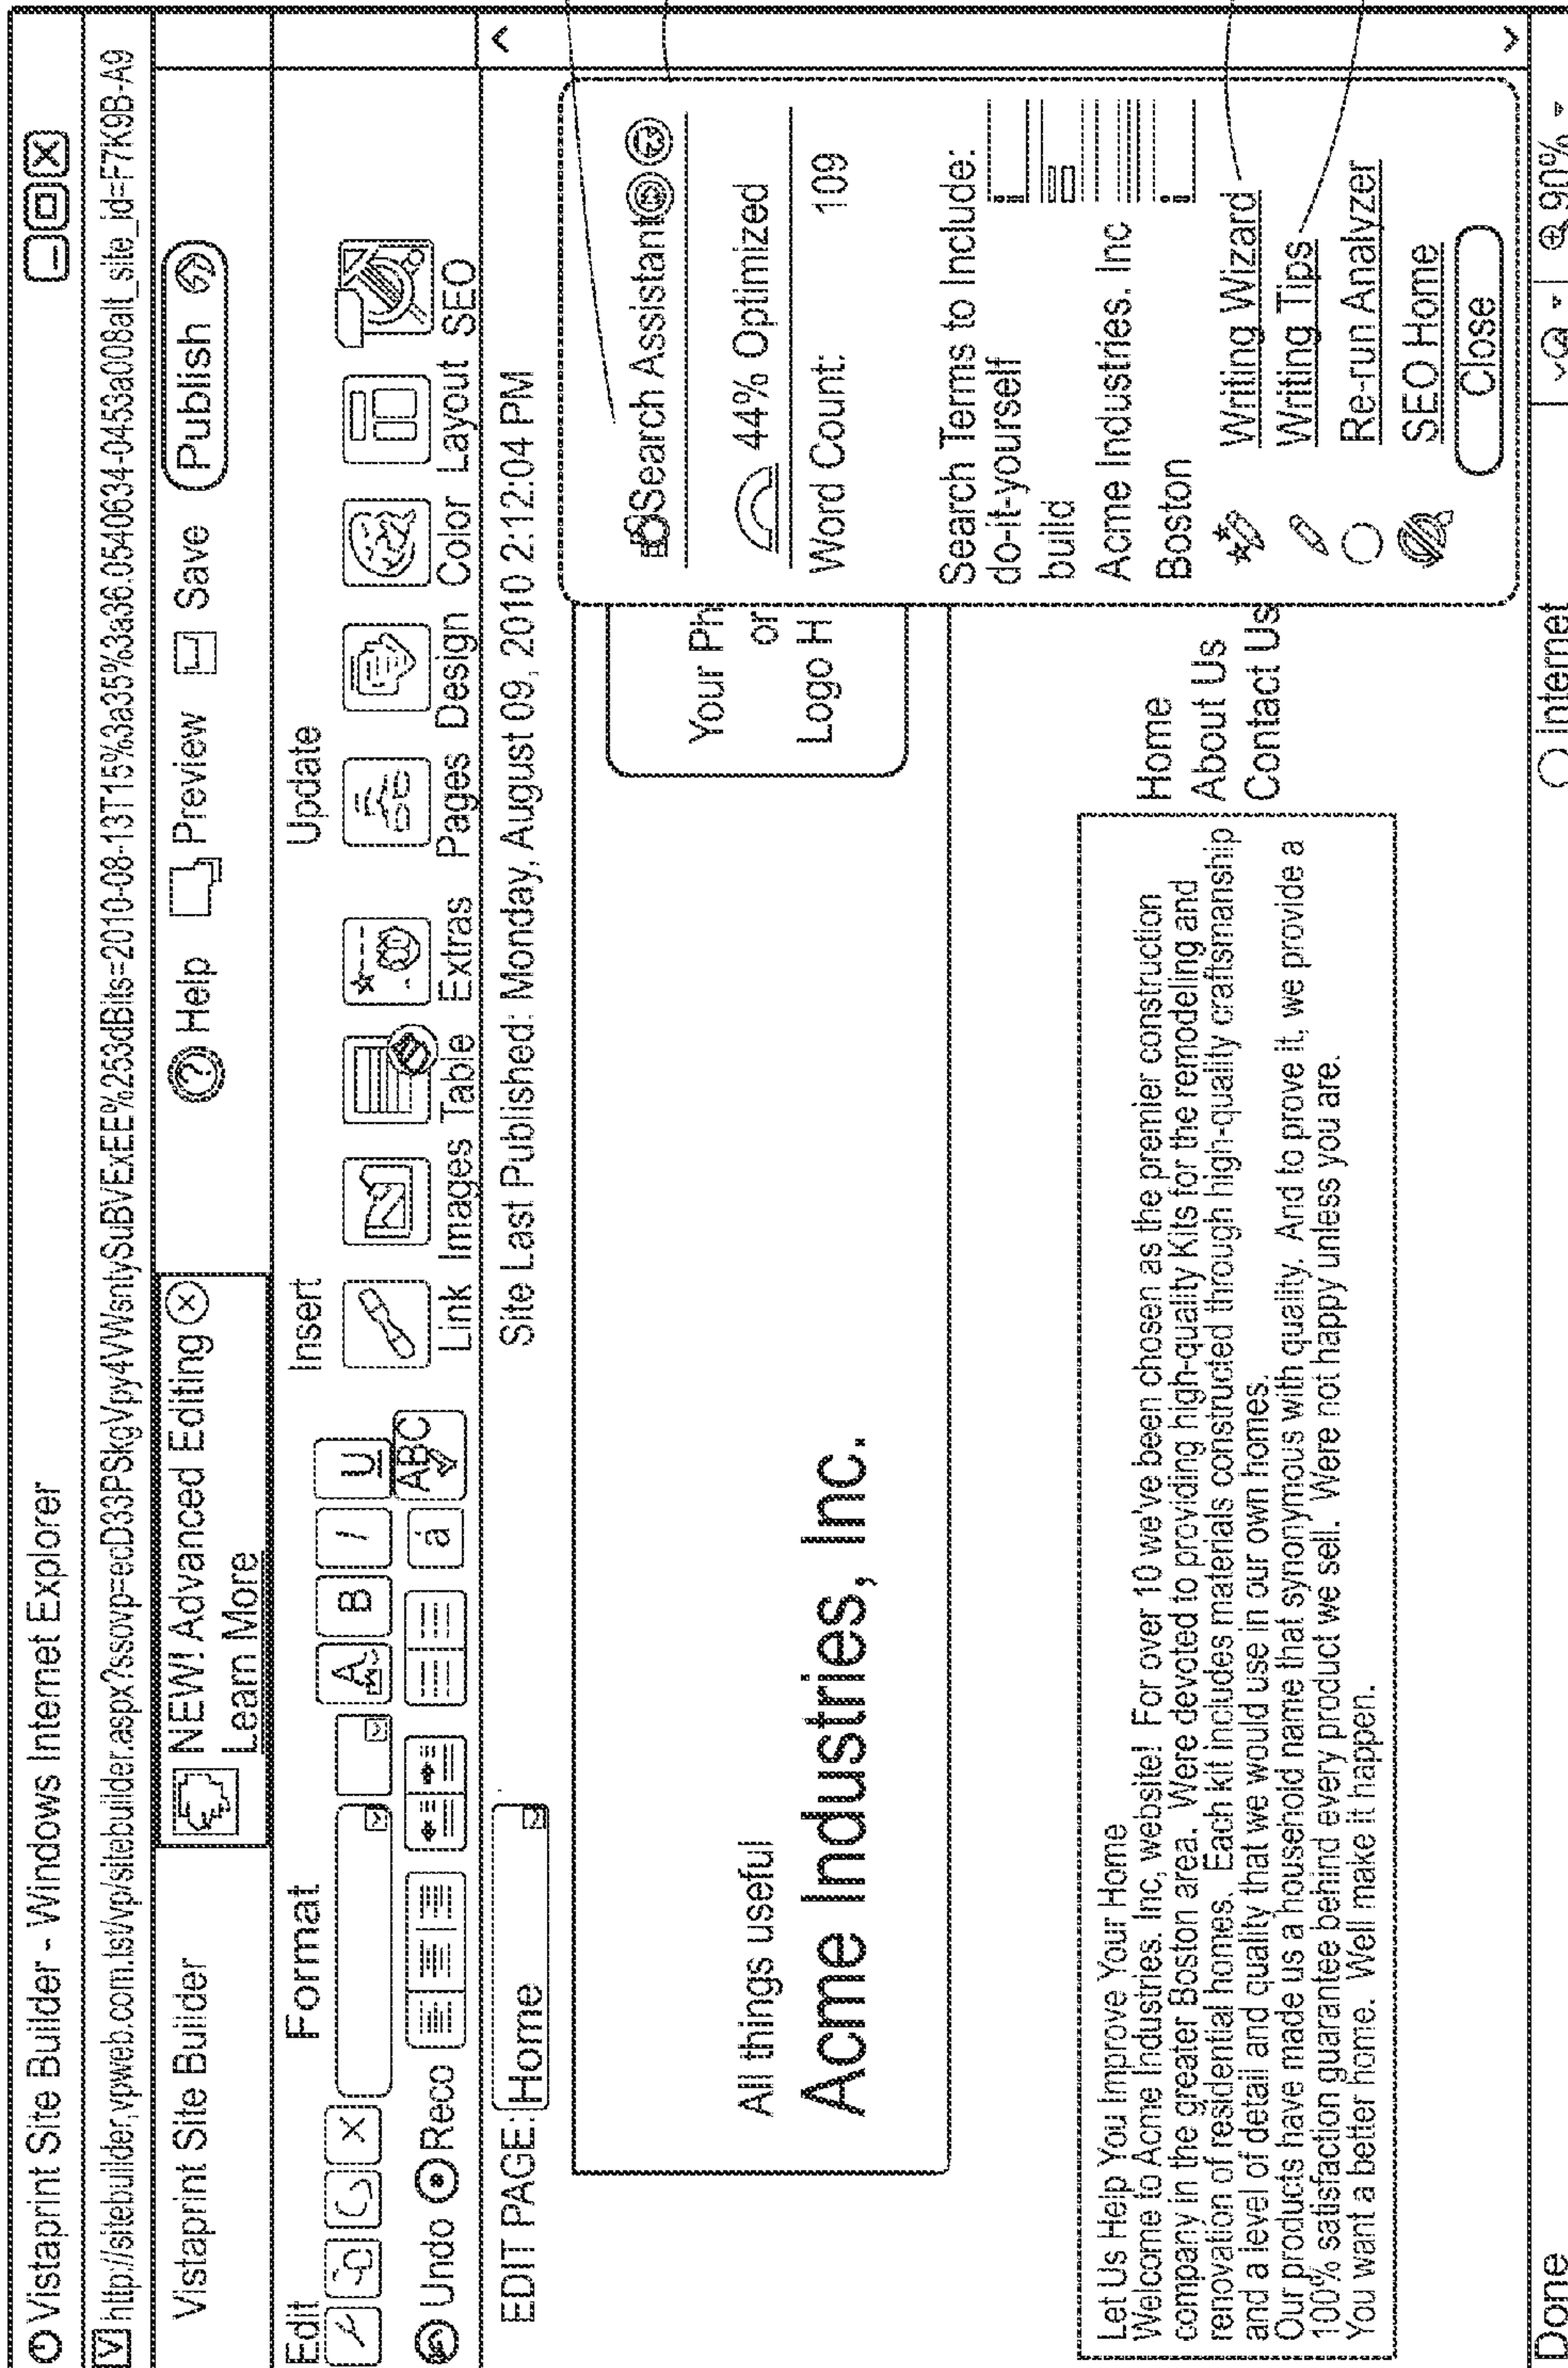 Vistaprint Site Builder - Windows Internet Explorer
http://sitebuilder,vpweb.com.tst/vp/sitebuilder.aspx?ssovp=ecD33PSkgVpy4VWsntySuBVExEE%253dBits=2010-08-13T15%3a35%3a36.0540634-0453a008alt_site_id=F7K9B-A9
Vistaprint Site Builder
NEW! Advanced Editing
Learn More
? Help
Preview
Save
Publish
Edit
Format
Insert
Update
A B I U
Undo
Reco
á
ABC
Link Images Table Extras Pages Design Color Layout SEO
EDIT PAGE: Home
Site Last Published: Monday, August 09, 2010 2:12:04 PM
All things useful
Acme Industries, Inc.
Your Ph
or
Logo H
Search Assistant
44% Optimized
Word Count: 109
Search Terms to Include:
do-it-yourself
build
Acme Industries. Inc
Boston
Writing Wizard
Writing Tips
Re-run Analyzer
SEO Home
Close
Home
About Us
Contact Us
Let Us Help You Improve Your Home
Welcome to Acme Industries. Inc, website! For over 10 we've been chosen as the premier construction
company in the greater Boston area. Were devoted to providing high-quality Kits for the remodeling and
renovation of residential homes. Each kit includes materials constructed through high-quality craftsmanship
and a level of detail and quality that we would use in our own homes.
Our products have made us a household name that synonymous with quality. And to prove it, we provide a
100% satisfaction guarantee behind every product we sell. Were not happy unless you are.
You want a better home. Well make it happen.
Done
Internet
90%